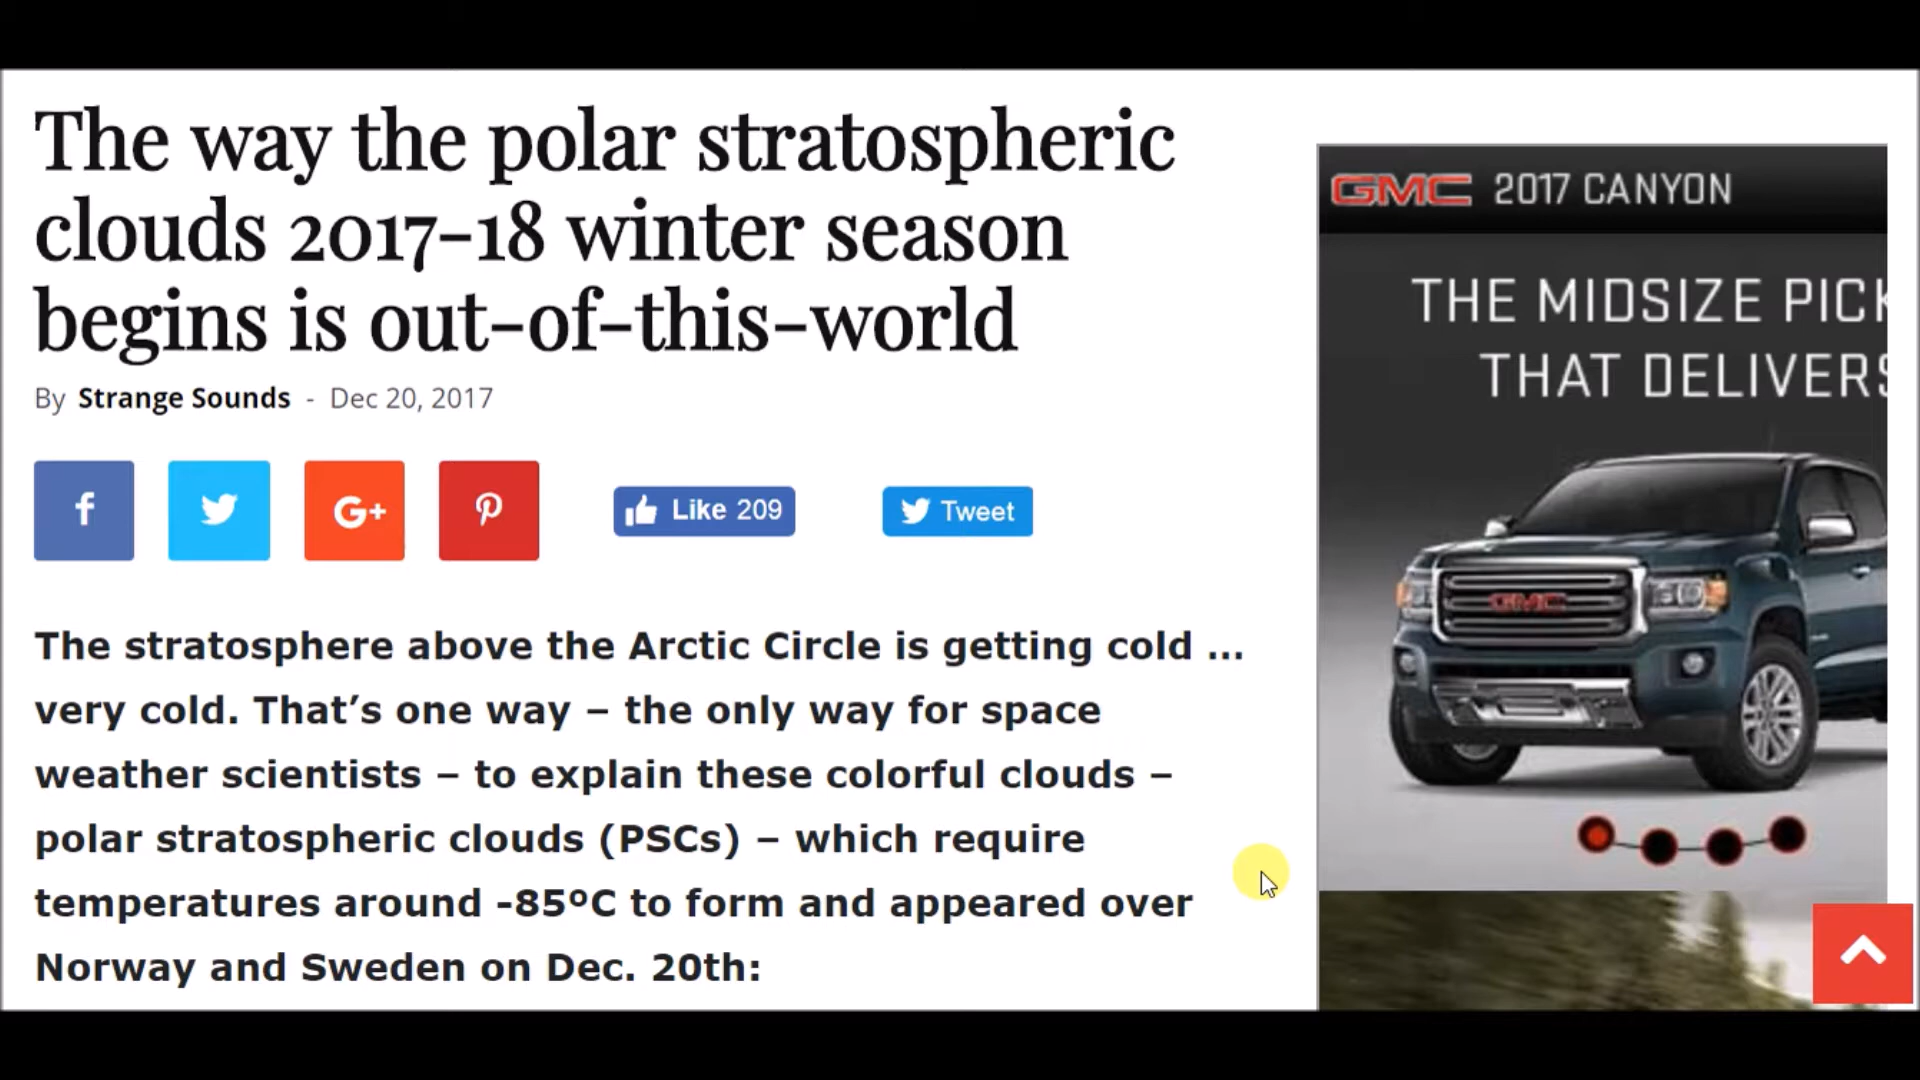 The way the polar stratospheric
clouds 2017-18 winter season
begins is out-of-this-world
By Strange Sounds - Dec 20, 2017
f
G+
Like 209
Tweet
The stratosphere above the Arctic Circle is getting cold ...
very cold. That’s one way – the only way for space
weather scientists – to explain these colorful clouds –
polar stratospheric clouds (PSCs) – which require
temperatures around -85ºC to form and appeared over
Norway and Sweden on Dec. 20th:
GMC 2017 CANYON
THE MIDSIZE PICK
THAT DELIVERS
GMC